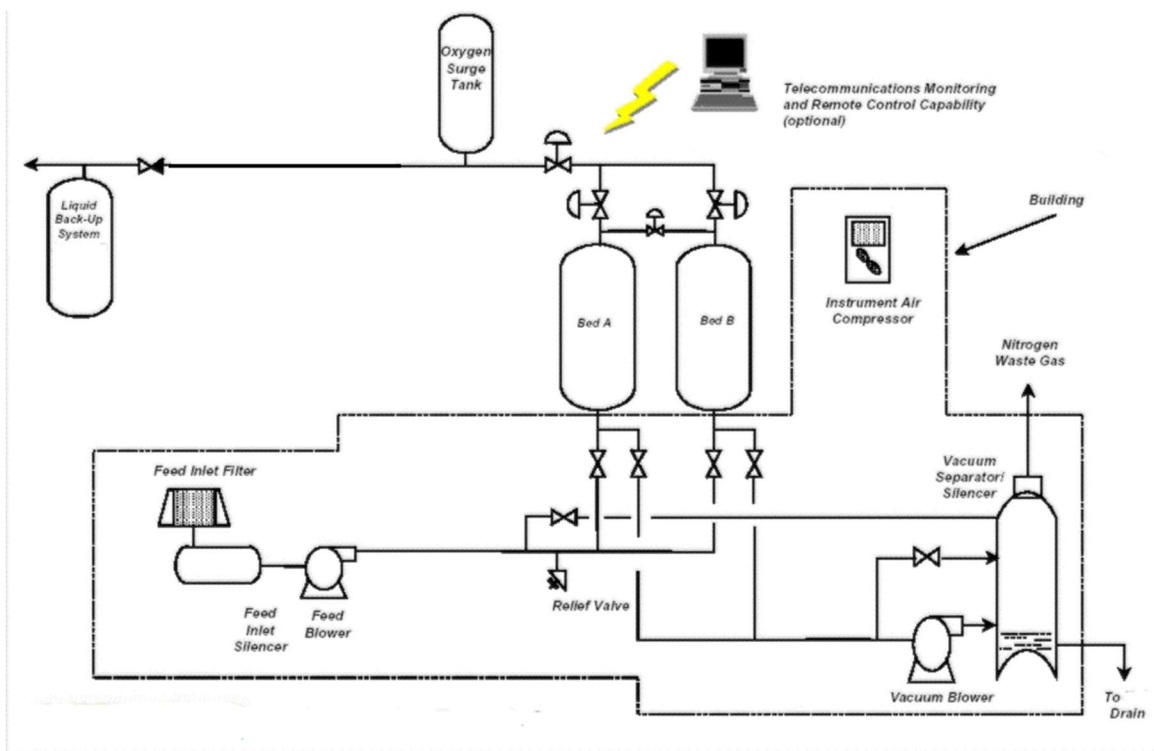 Oxygen
Surge
Tank
Telecommunications Monitoring
and Remote Control Capability
(optional)
Liquid
Back-Up
System
Building
Bed A
Bed B
Instrument Air
Compressor
Nitrogen
Waste Gas
Feed Inlet Filter
Vacuum
Separator/
Silencer
Relief Valve
Feed
Inlet
Silencer
Feed
Blower
Vacuum Blower
To
Drain